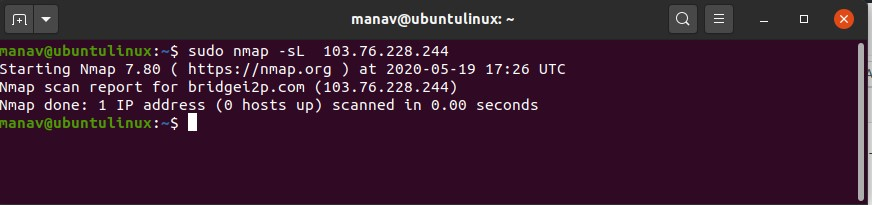 manav@ubuntulinux: ~
manav@ubuntulinux:~$ sudo nmap -sL  103.76.228.244
Starting Nmap 7.80 ( https://nmap.org ) at 2020-05-19 17:26 UTC
Nmap scan report for bridgei2p.com (103.76.228.244)
Nmap done: 1 IP address (0 hosts up) scanned in 0.00 seconds
manav@ubuntulinux:~$